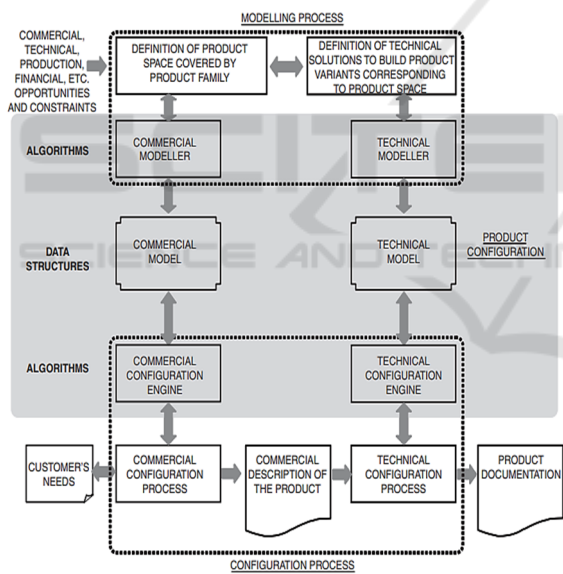 MODELLING PROCESS
COMMERCIAL,
TECHNICAL,
PRODUCTION,
FINANCIAL, ETC.
OPPORTUNITIES
AND CONSTRAINTS
DEFINITION OF PRODUCT
SPACE COVERED BY
PRODUCT FAMILY
DEFINITION OF TECHNICAL
SOLUTIONS TO BUILD PRODUCT
VARIANTS CORRESPONDING
TO PRODUCT SPACE
ALGORITHMS
COMMERCIAL
MODELLER
TECHNICAL
MODELLER
DATA
STRUCTURES
COMMERCIAL
MODEL
TECHNICAL
MODEL
PRODUCT
CONFIGURATION
ALGORITHMS
COMMERCIAL
CONFIGURATION
ENGINE
TECHNICAL
CONFIGURATION
ENGINE
CUSTOMER'S
NEEDS
COMMERCIAL
CONFIGURATION
PROCESS
COMMERCIAL
DESCRIPTION OF
THE PRODUCT
TECHNICAL
CONFIGURATION
PROCESS
PRODUCT
DOCUMENTATION
CONFIGURATION PROCESS
SCIENCE AND